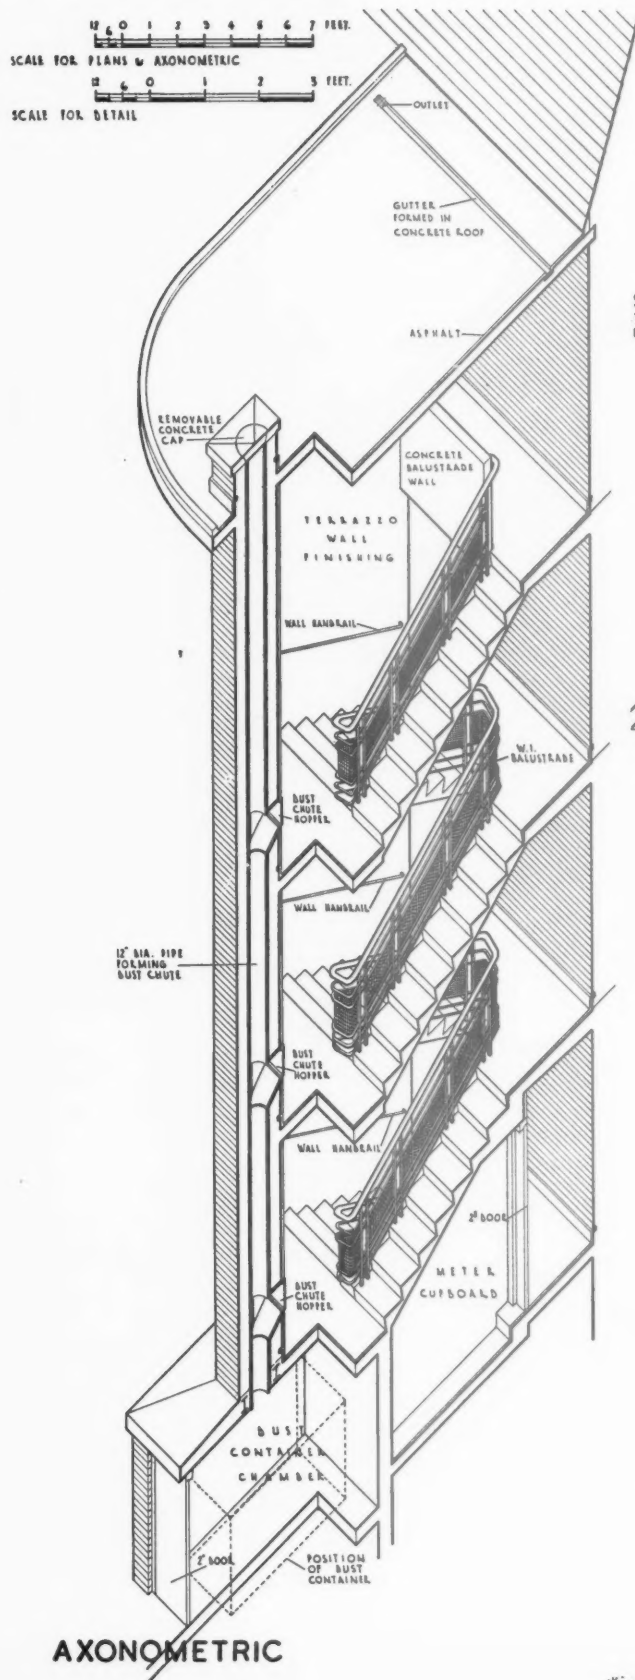 12 6 0 1 2 3 4 5 6 7 FEET.
SCALE FOR PLANS & AXONOMETRIC
12 6 0 1 2 3 FEET.
SCALE FOR DETAIL
OUTLET
GUTTER
FORMED IN
CONCRETE ROOF
ASPHALT
REMOVABLE
CONCRETE
CAP
CONCRETE
BALUSTRADE
WALL
TERRAZZO
WALL
FINISHING
WALL HANDRAIL
2
W.I.
BALUSTRADE
DUST
CHUTE
HOPPER
WALL HANDRAIL
12" DIA. PIPE
FORMING
DUST CHUTE
DUST
CHUTE
HOPPER
WALL HANDRAIL
2" DOOR
METER
CUPBOARD
DUST
CHUTE
HOPPER
DUST
CONTAINER
CHAMBER
2" DOOR
POSITION
OF DUST
CONTAINER
AXONOMETRIC